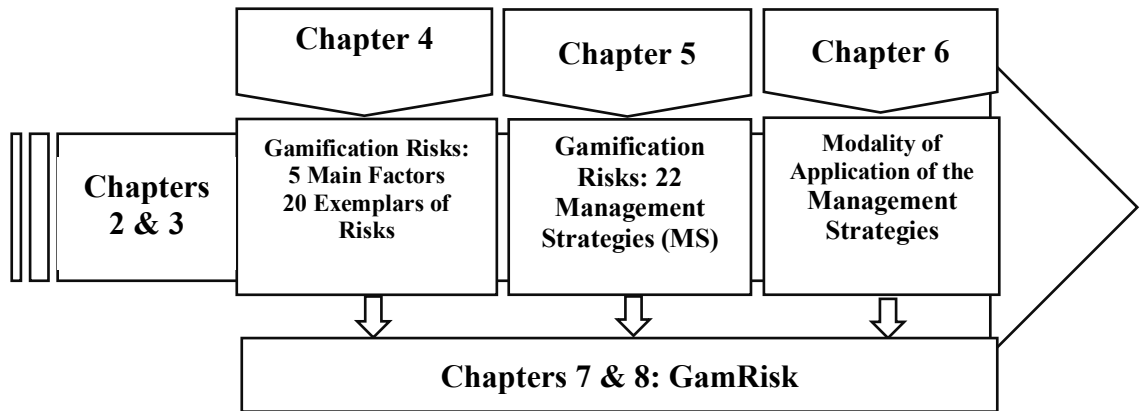 Chapter 4
Chapter 5
Chapter 6
Chapters
2 & 3
Gamification Risks:
5 Main Factors
20 Exemplars of
Risks
Gamification
Risks: 22
Management
Strategies (MS)
Modality of
Application of the
Management
Strategies
Chapters 7 & 8: GamRisk